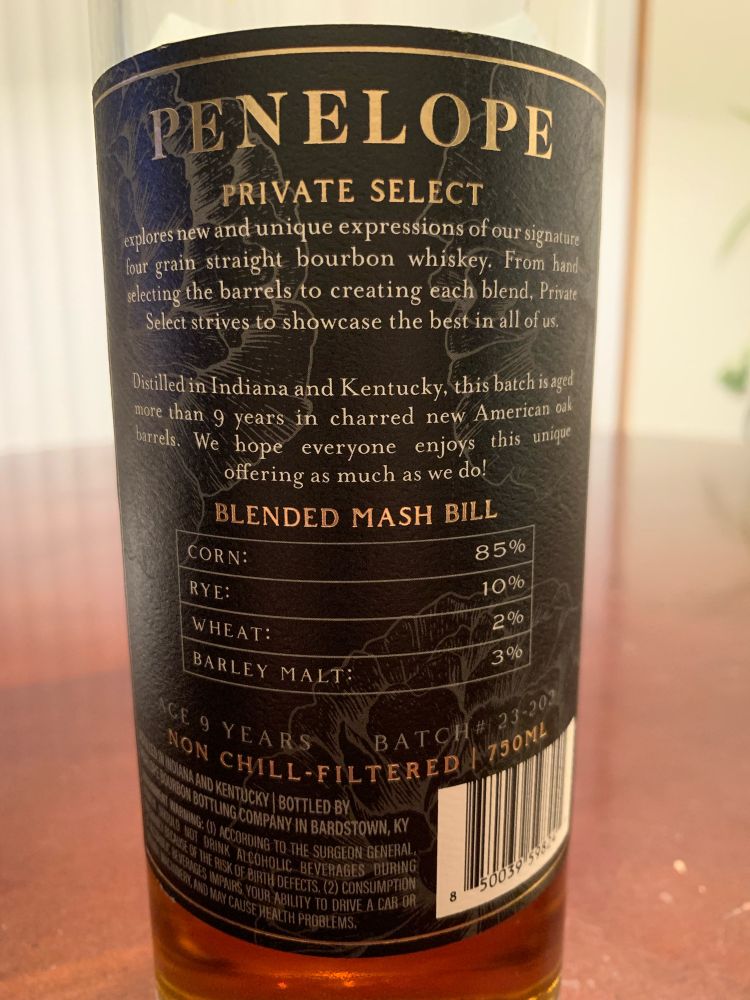 PENELOPE
PRIVATE SELECT
explores new and unique expressions of our signature
four grain straight bourbon whiskey. From hand
selecting the barrels to creating each blend, Private
Select strives to showcase the best in all of us.
Distilled in Indiana and Kentucky, this batch is aged
more than 9 years in charred new American oak
barrels. We hope everyone enjoys this unique
offering as much as we do!
BLENDED MASH BILL
CORN: 85%
RYE: 10%
WHEAT: 2%
BARLEY MALT: 3%
AGE 9 YEARS BATCH# 23-202
NON CHILL-FILTERED | 750ML
IN INDIANA AND KENTUCKY | BOTTLED BY
BOURBON BOTTLING COMPANY IN BARDSTOWN, KY
WARNING: (1) ACCORDING TO THE SURGEON GENERAL,
NOT DRINK ALCOHOLIC BEVERAGES DURING
OF THE RISK OF BIRTH DEFECTS. (2) CONSUMPTION
BEVERAGES IMPAIRS YOUR ABILITY TO DRIVE A CAR OR
AND MAY CAUSE HEALTH PROBLEMS.
8 50039 598